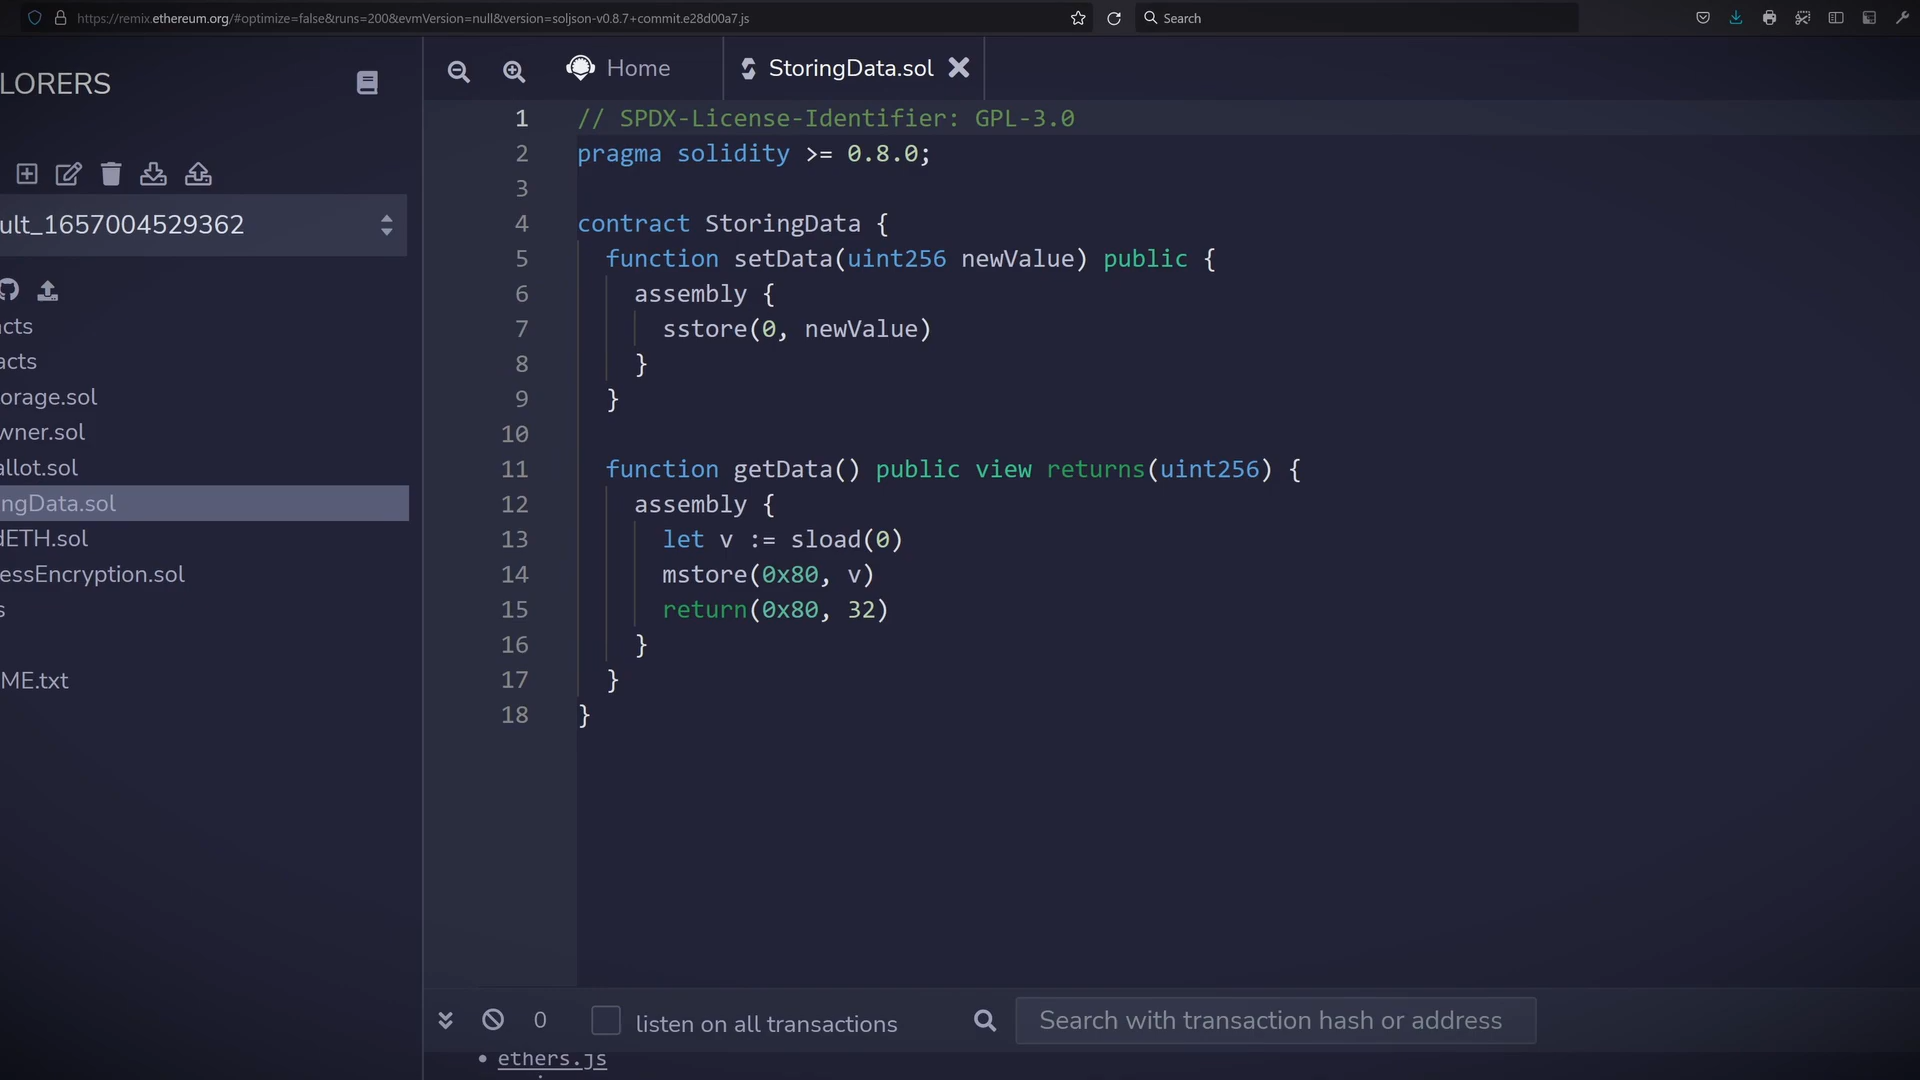 https://remix.ethereum.org/#optimize=false&runs=200&evmVersion=null&version=soljson-v0.8.7+commit.e28d00a7.js
Search
LORERS
Home
StoringData.sol
ult_1657004529362
acts
acts
orage.sol
wner.sol
allot.sol
ngData.sol
dETH.sol
essEncryption.sol
s
ME.txt
1 // SPDX-License-Identifier: GPL-3.0
2 pragma solidity >= 0.8.0;
3
4 contract StoringData {
5 function setData(uint256 newValue) public {
6 assembly {
7 sstore(0, newValue)
8 }
9 }
10
11 function getData() public view returns(uint256) {
12 assembly {
13 let v := sload(0)
14 mstore(0x80, v)
15 return(0x80, 32)
16 }
17 }
18 }
0
listen on all transactions
Search with transaction hash or address
• ethers.js